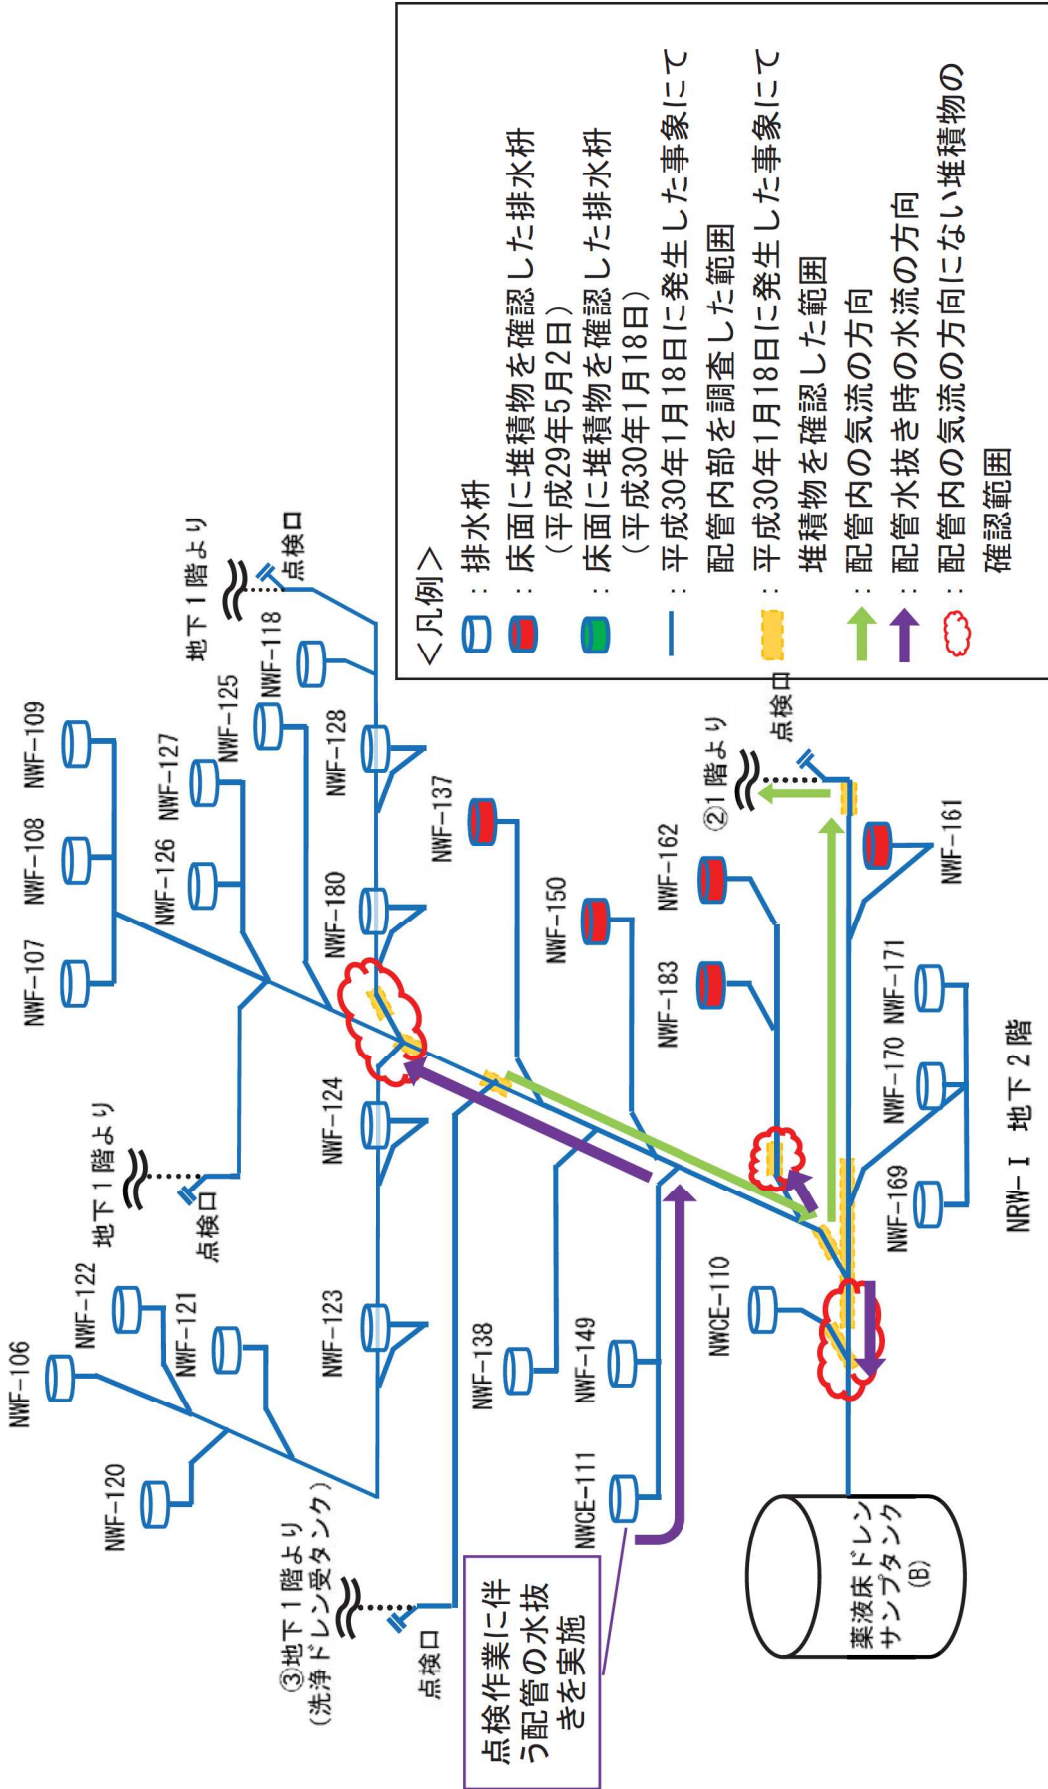 NWF-106
NWF-122
NWF-121
NWF-120
地下1階より
点検口
NWF-107
NWF-108
NWF-109
NWF-126
NWF-127
NWF-125
NWF-118
地下1階より
点検口
NWF-123
NWF-124
NWF-180
NWF-128
③地下1階より
(洗浄ドレン受タンク)
点検口
NWF-137
NWF-138
NWF-150
NWCE-111
NWF-149
NWF-183
NWF-162
②1階より
点検口
NWCE-110
NWF-161
NWF-169
NWF-170
NWF-171
点検作業に伴
う配管の水抜
きを実施
薬液床ドレン
サンプタンク
(B)
NRW-Ⅰ 地下2階
<凡例>
: 排水枡
: 床面に堆積物を確認した排水枡
(平成29年5月2日)
: 床面に堆積物を確認した排水枡
(平成30年1月18日)
: 平成30年1月18日に発生した事象にて
配管内部を調査した範囲
: 平成30年1月18日に発生した事象にて
堆積物を確認した範囲
: 配管内の気流の方向
: 配管水抜き時の水流の方向
: 配管内の気流の方向にない堆積物の
確認範囲